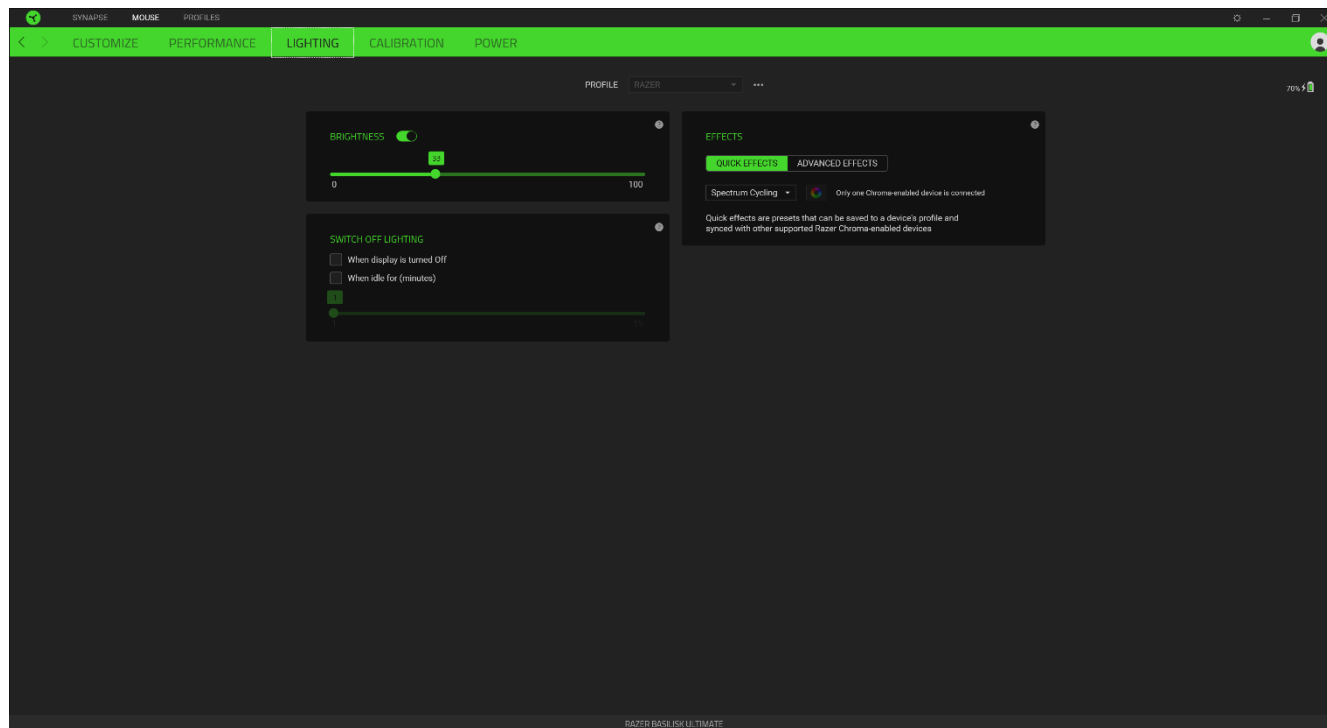 SYNAPSE MOUSE PROFILES
CUSTOMIZE PERFORMANCE LIGHTING CALIBRATION POWER
PROFILE RAZER
70%
BRIGHTNESS
33
0 100
SWITCH OFF LIGHTING
When display is turned Off
When idle for (minutes)
1
1 15
EFFECTS
QUICK EFFECTS ADVANCED EFFECTS
Spectrum Cycling Only one Chroma-enabled device is connected
Quick effects are presets that can be saved to a device's profile and
synced with other supported Razer Chroma-enabled devices
RAZER BASILISK ULTIMATE